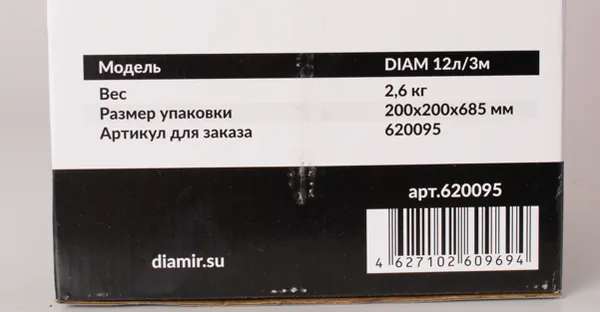 Модель DIAM 12л/3м
Вес 2,6 кг
Размер упаковки 200х200х685 мм
Артикул для заказа 620095
арт.620095
diamir.su
4 627102 609694